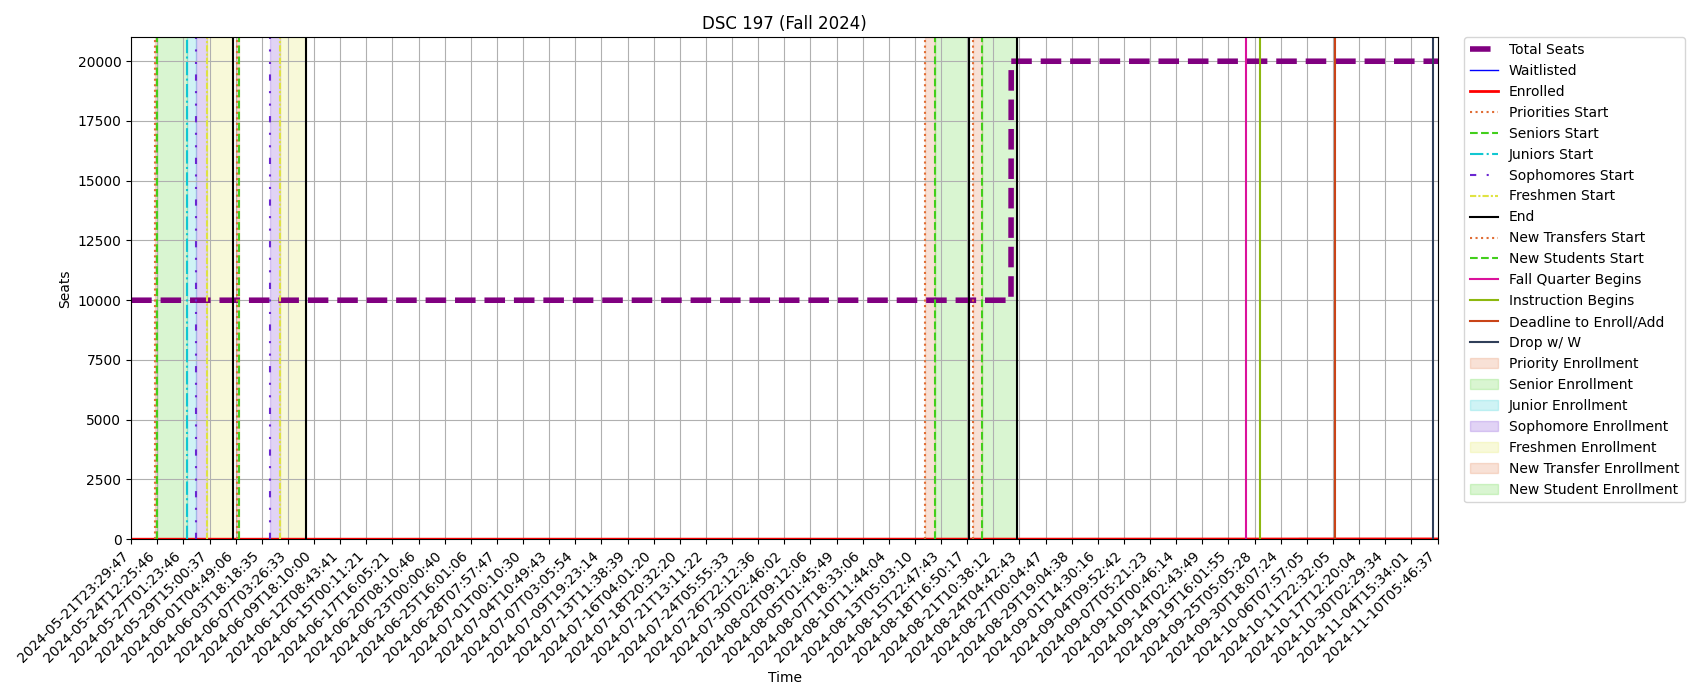 DSC 197 (Fall 2024)
20000
17500
15000
12500
10000
7500
5000
2500
0
Seats
2024-05-21T23:29:47
2024-05-24T12:25:46
2024-05-27T01:23:46
2024-05-29T15:00:37
2024-06-01T04:49:06
2024-06-03T18:18:35
2024-06-07T03:26:33
2024-06-09T18:10:00
2024-06-12T08:43:41
2024-06-15T00:11:21
2024-06-17T16:05:21
2024-06-20T08:10:46
2024-06-23T00:00:40
2024-06-25T16:01:06
2024-06-28T07:57:47
2024-07-01T00:10:30
2024-07-04T10:49:43
2024-07-07T03:05:54
2024-07-09T19:23:14
2024-07-13T11:38:39
2024-07-16T04:01:20
2024-07-18T20:32:20
2024-07-21T13:11:22
2024-07-24T05:55:33
2024-07-26T22:12:36
2024-07-30T02:46:02
2024-08-02T09:12:06
2024-08-05T01:45:49
2024-08-07T18:33:06
2024-08-10T11:44:04
2024-08-13T05:03:10
2024-08-15T22:47:43
2024-08-18T16:50:17
2024-08-21T10:38:12
2024-08-24T04:42:43
2024-08-27T00:04:47
2024-08-29T19:04:38
2024-09-01T14:30:16
2024-09-04T09:52:42
2024-09-07T05:21:23
2024-09-10T00:46:14
2024-09-14T02:43:49
2024-09-19T16:01:55
2024-09-25T05:05:28
2024-09-30T18:07:24
2024-10-06T07:57:05
2024-10-11T22:32:05
2024-10-17T12:20:04
2024-10-30T02:29:34
2024-11-04T15:34:01
2024-11-10T05:46:37
Time
Total Seats
Waitlisted
Enrolled
Priorities Start
Seniors Start
Juniors Start
Sophomores Start
Freshmen Start
End
New Transfers Start
New Students Start
Fall Quarter Begins
Instruction Begins
Deadline to Enroll/Add
Drop w/ W
Priority Enrollment
Senior Enrollment
Junior Enrollment
Sophomore Enrollment
Freshmen Enrollment
New Transfer Enrollment
New Student Enrollment